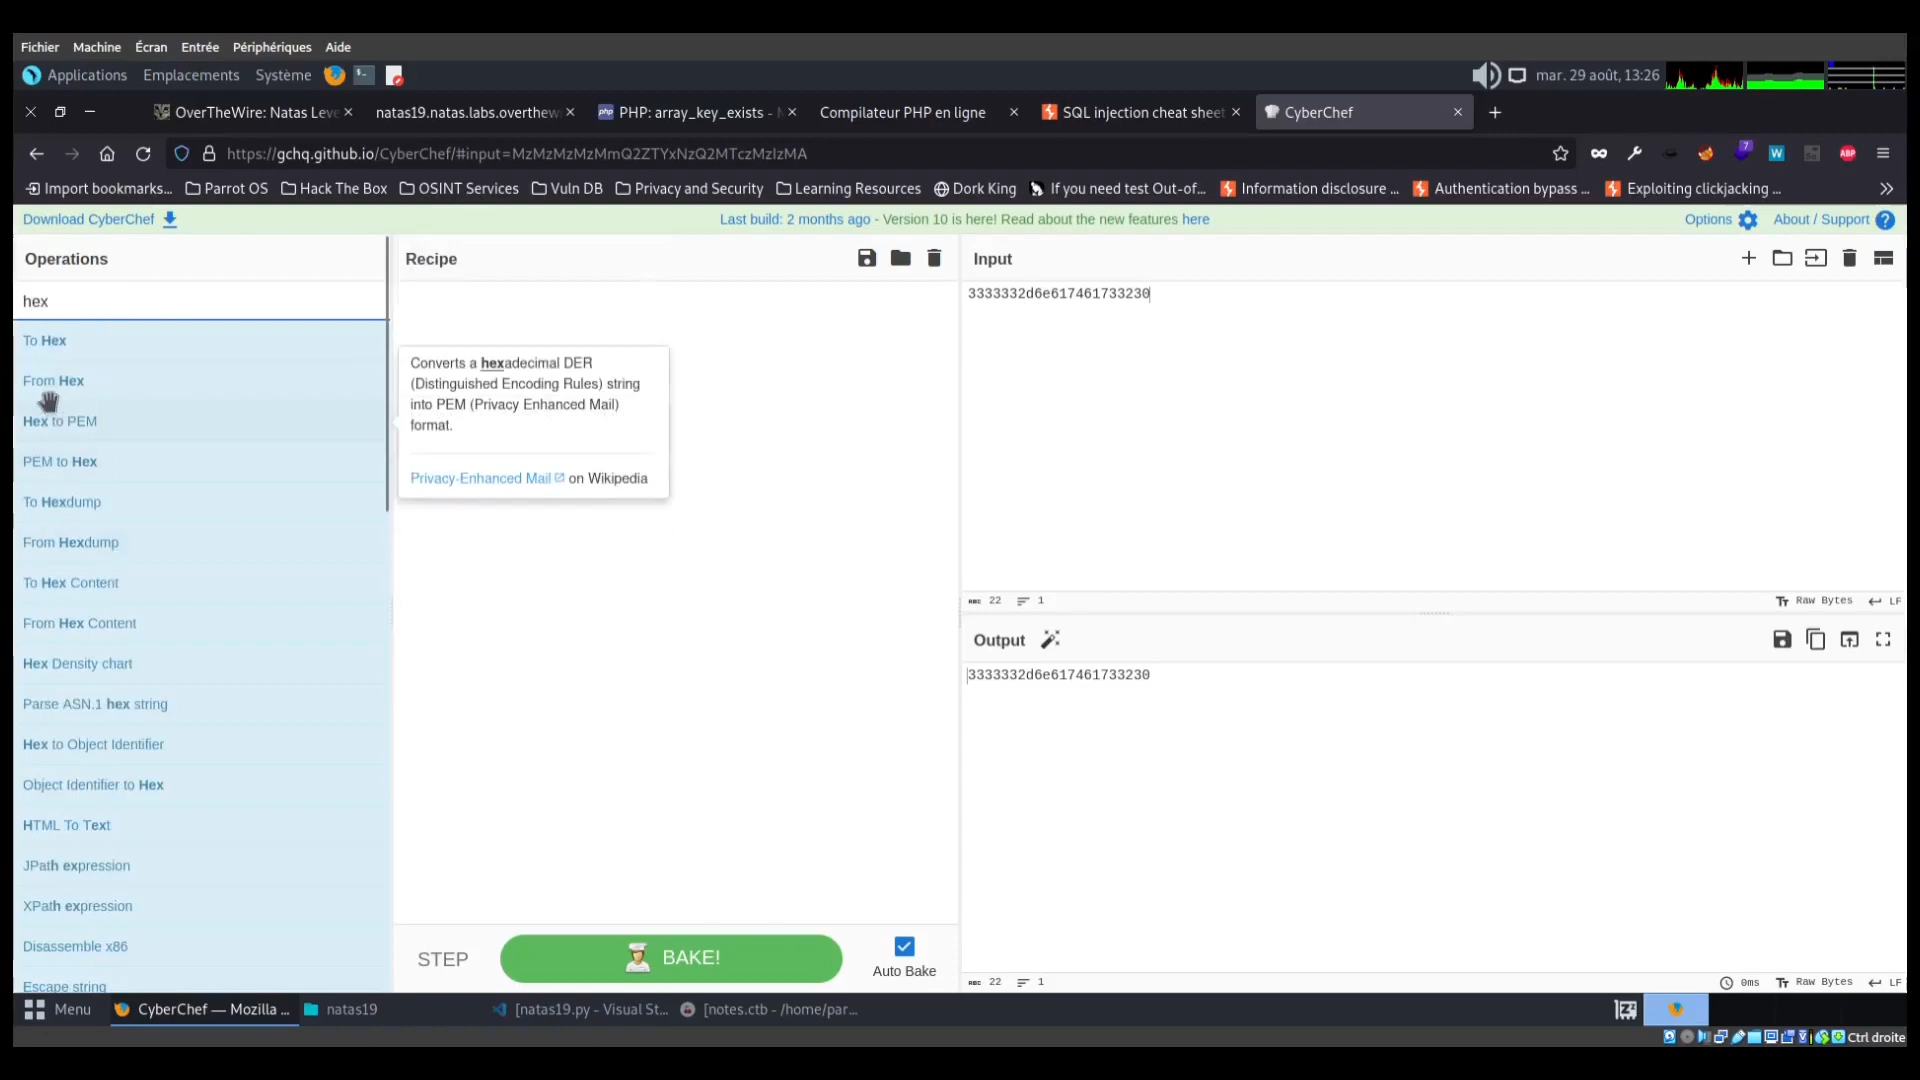 Fichier Machine Écran Entrée Périphériques Aide
Applications Emplacements Système mar. 29 août, 13:26
OverTheWire: Natas Leve natas19.natas.labs.overthew PHP: array_key_exists - Compilateur PHP en ligne SQL injection cheat sheet CyberChef
https://gchq.github.io/CyberChef/#input=MzMzMzMzMmQ2ZTYxNzQ2MTczMzIzMA 7 W ABP
Import bookmarks... Parrot OS Hack The Box OSINT Services Vuln DB Privacy and Security Learning Resources Dork King If you need test Out-of... Information disclosure ... Authentication bypass ... Exploiting clickjacking ...
Download CyberChef Last build: 2 months ago - Version 10 is here! Read about the new features here Options About / Support
Operations Recipe Input
hex
3333332d6e617461733230
To Hex
From Hex
Hex to PEM
PEM to Hex
To Hexdump
From Hexdump
To Hex Content
From Hex Content
Hex Density chart
Parse ASN.1 hex string
Hex to Object Identifier
Object Identifier to Hex
HTML To Text
JPath expression
XPath expression
Disassemble x86
Escape string
Converts a hexadecimal DER
(Distinguished Encoding Rules) string
into PEM (Privacy Enhanced Mail)
format.
Privacy-Enhanced Mail on Wikipedia
ABC 22 1 Raw Bytes LF
Output
3333332d6e617461733230
STEP BAKE! Auto Bake
ABC 22 1 0ms Raw Bytes LF
Menu CyberChef — Mozilla ... natas19 [natas19.py - Visual St... [notes.ctb - /home/par...
Ctrl droite